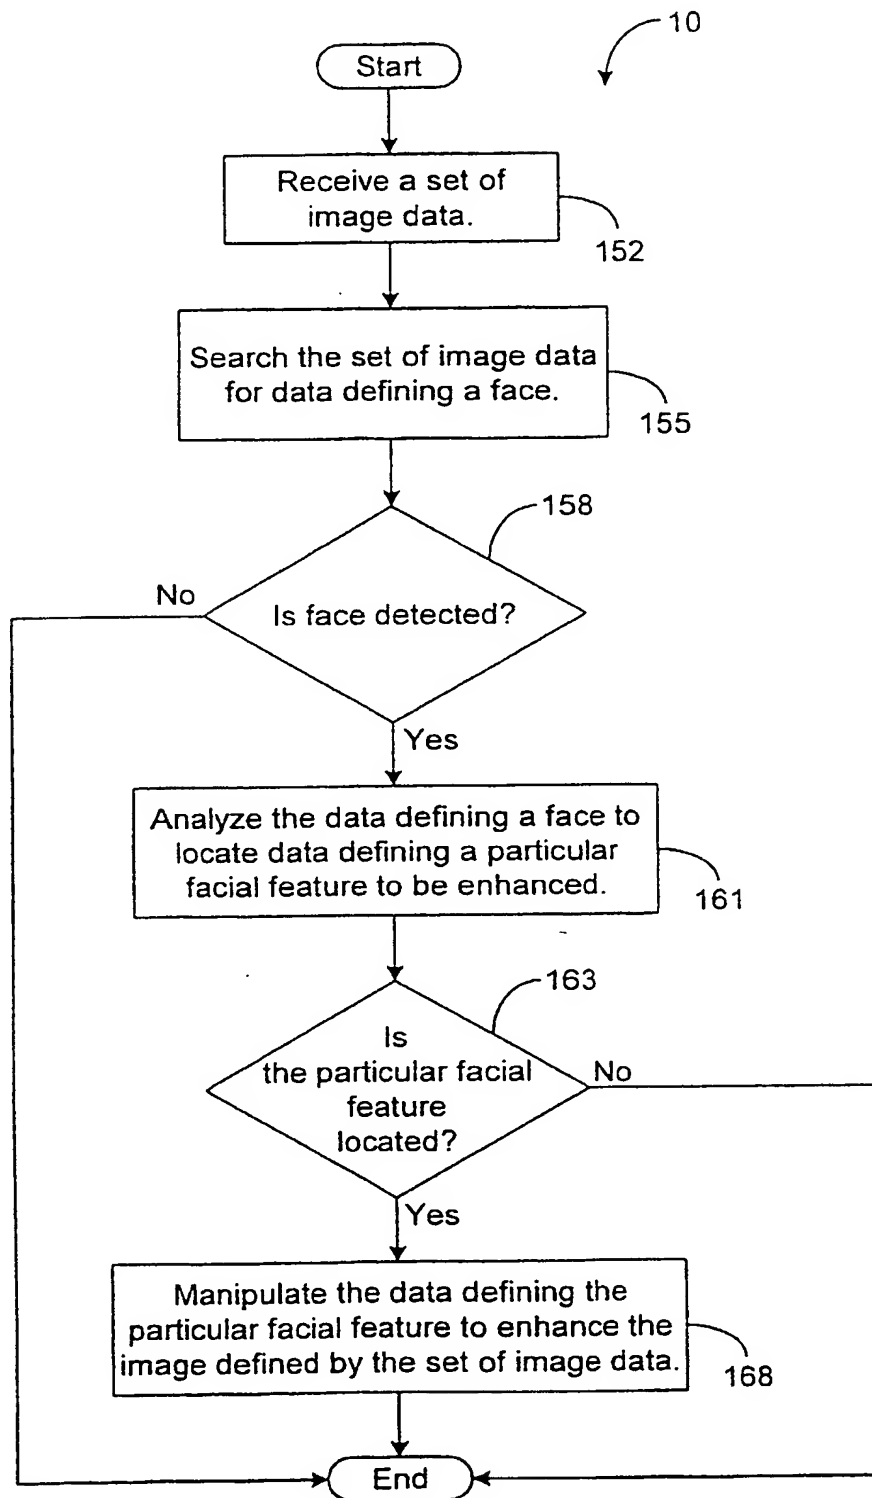 10
Start
Receive a set of
image data.
152
Search the set of image data
for data defining a face.
155
158
No
Is face detected?
Yes
Analyze the data defining a face to
locate data defining a particular
facial feature to be enhanced.
161
163
Is
the particular facial
feature
located?
No
Yes
Manipulate the data defining the
particular facial feature to enhance the
image defined by the set of image data.
168
End